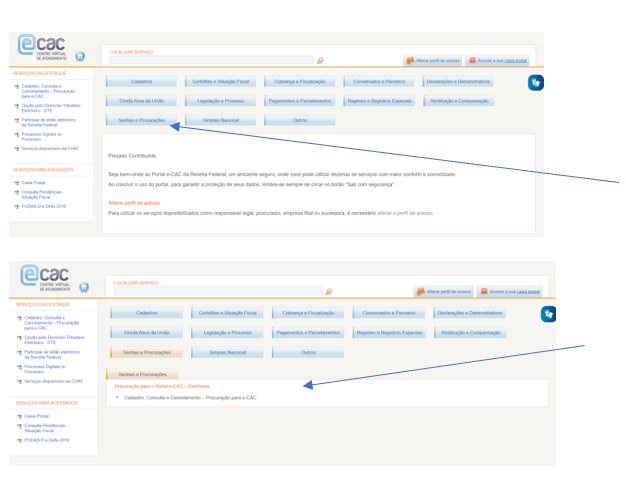 ecac
CENTRO VIRTUAL
DE ATENDIMENTO
LOCALIZAR SERVIÇO
Alterar perfil de acesso
Acesse a sua caixa postal
SERVIÇOS EM DESTAQUE
Cadastro, Consulta e
Cancelamento – Procuração
para e-CAC
Opção pelo Domicílio Tributário
Eletrônico - DTE
Participar de leilão eletrônico
da Receita Federal
Processos Digitais (e-
Processo)
Serviços disponíveis via CHAT
SERVIÇOS MAIS ACESSADOS
Caixa Postal
Consulta Pendências -
Situação Fiscal
PGDAS-D e Defis 2018
Cadastros
Certidões e Situação Fiscal
Cobrança e Fiscalização
Conveniados e Parceiros
Declarações e Demonstrativos
Dívida Ativa da União
Legislação e Processo
Pagamentos e Parcelamentos
Regimes e Registros Especiais
Restituição e Compensação
Senhas e Procurações
Simples Nacional
Outros
Prezado Contribuinte,
Seja bem-vindo ao Portal e-CAC da Receita Federal, um ambiente seguro, onde você pode utilizar dezenas de serviços com maior conforto e comodidade.
Ao concluir o uso do portal, para garantir a proteção de seus dados, lembre-se sempre de clicar no botão "Sair com segurança".
Alterar perfil de acesso
Para utilizar os serviços disponibilizados como responsável legal, procurador, empresa filial ou sucessora, é necessário alterar o perfil de acesso.
ecac
CENTRO VIRTUAL
DE ATENDIMENTO
LOCALIZAR SERVIÇO
Alterar perfil de acesso
Acesse a sua caixa postal
SERVIÇOS EM DESTAQUE
Cadastro, Consulta e
Cancelamento – Procuração
para e-CAC
Opção pelo Domicílio Tributário
Eletrônico - DTE
Participar de leilão eletrônico
da Receita Federal
Processos Digitais (e-
Processo)
Serviços disponíveis via CHAT
SERVIÇOS MAIS ACESSADOS
Caixa Postal
Consulta Pendências -
Situação Fiscal
PGDAS-D e Defis 2018
Cadastros
Certidões e Situação Fiscal
Cobrança e Fiscalização
Conveniados e Parceiros
Declarações e Demonstrativos
Dívida Ativa da União
Legislação e Processo
Pagamentos e Parcelamentos
Regimes e Registros Especiais
Restituição e Compensação
Senhas e Procurações
Simples Nacional
Outros
Senhas e Procurações
Procuração para o Portal e-CAC – Eletrônica
Cadastro, Consulta e Cancelamento – Procuração para e-CAC